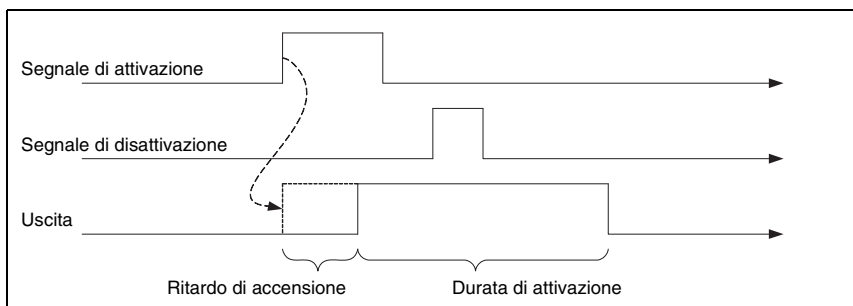 Segnale di attivazione
Segnale di disattivazione
Uscita
Ritardo di accensione
Durata di attivazione